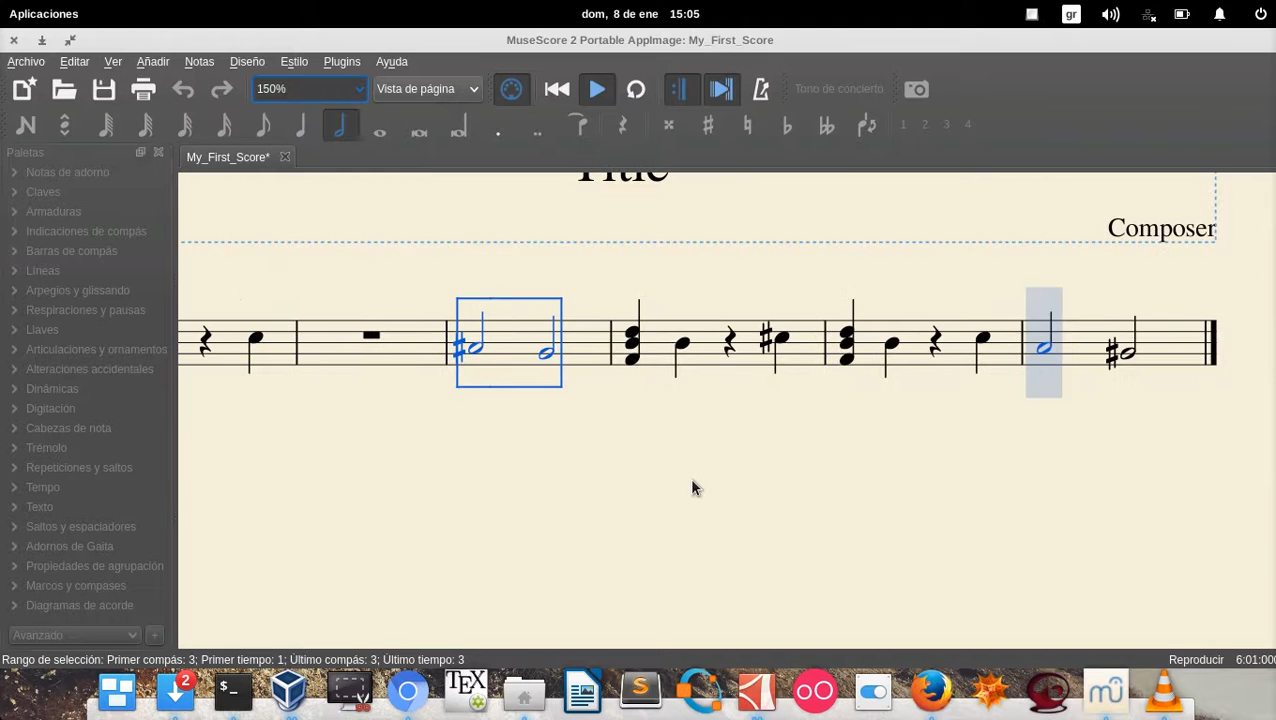 Aplicaciones dom, 8 de ene 15:05 gr
MuseScore 2 Portable AppImage: My_First_Score
Archivo Editar Ver Añadir Notas Diseño Estilo Plugins Ayuda
150% Vista de página Tono de concierto
1 2 3 4
Paletas My_First_Score*
Notas de adorno
Claves
Armaduras
Indicaciones de compás
Barras de compás
Líneas
Arpegios y glissando
Respiraciones y pausas
Llaves
Articulaciones y ornamentos
Alteraciones accidentales
Dinámicas
Digitación
Cabezas de nota
Trémolo
Repeticiones y saltos
Tempo
Texto
Saltos y espaciadores
Adornos de Gaita
Propiedades de agrupación
Marcos y compases
Diagramas de acorde
Avanzado +
Title
Composer
Rango de selección: Primer compás: 3; Primer tiempo: 1; Último compás: 3; Último tiempo: 3 Reproducir 6:01:000
2 >_ TEX S mu